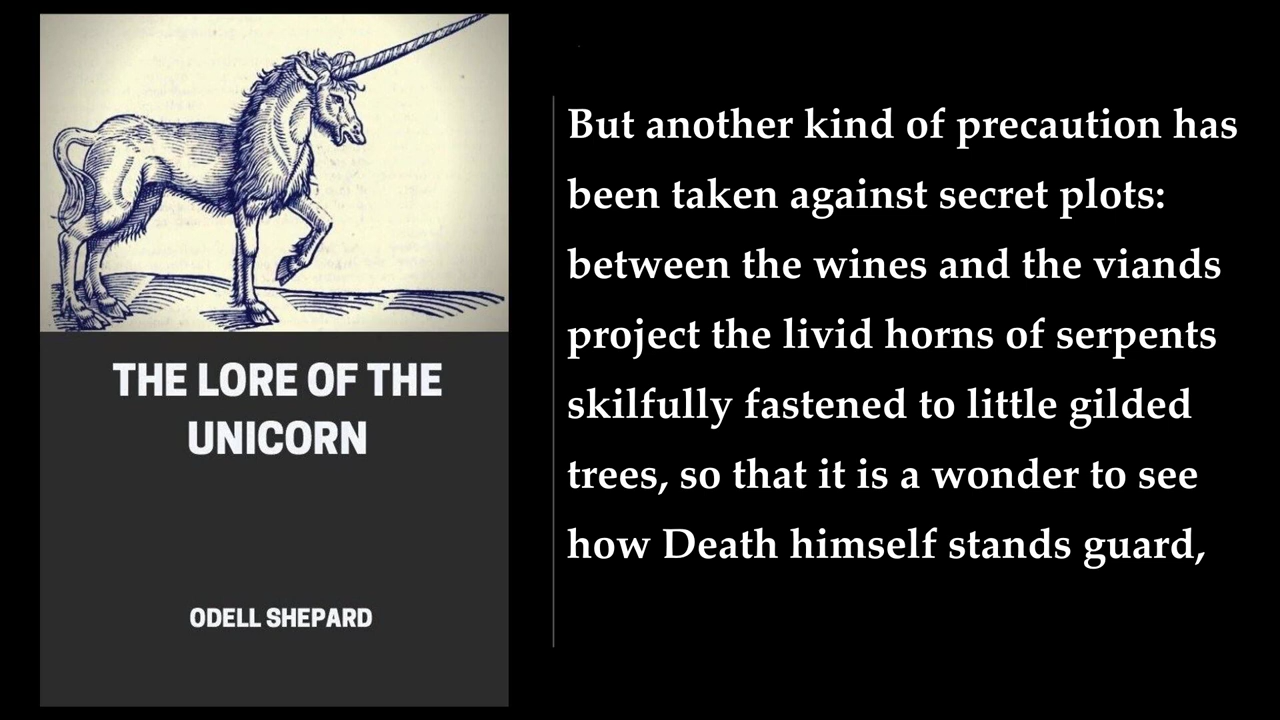 THE LORE OF THE
UNICORN
ODELL SHEPARD
But another kind of precaution has
been taken against secret plots:
between the wines and the viands
project the livid horns of serpents
skilfully fastened to little gilded
trees, so that it is a wonder to see
how Death himself stands guard,